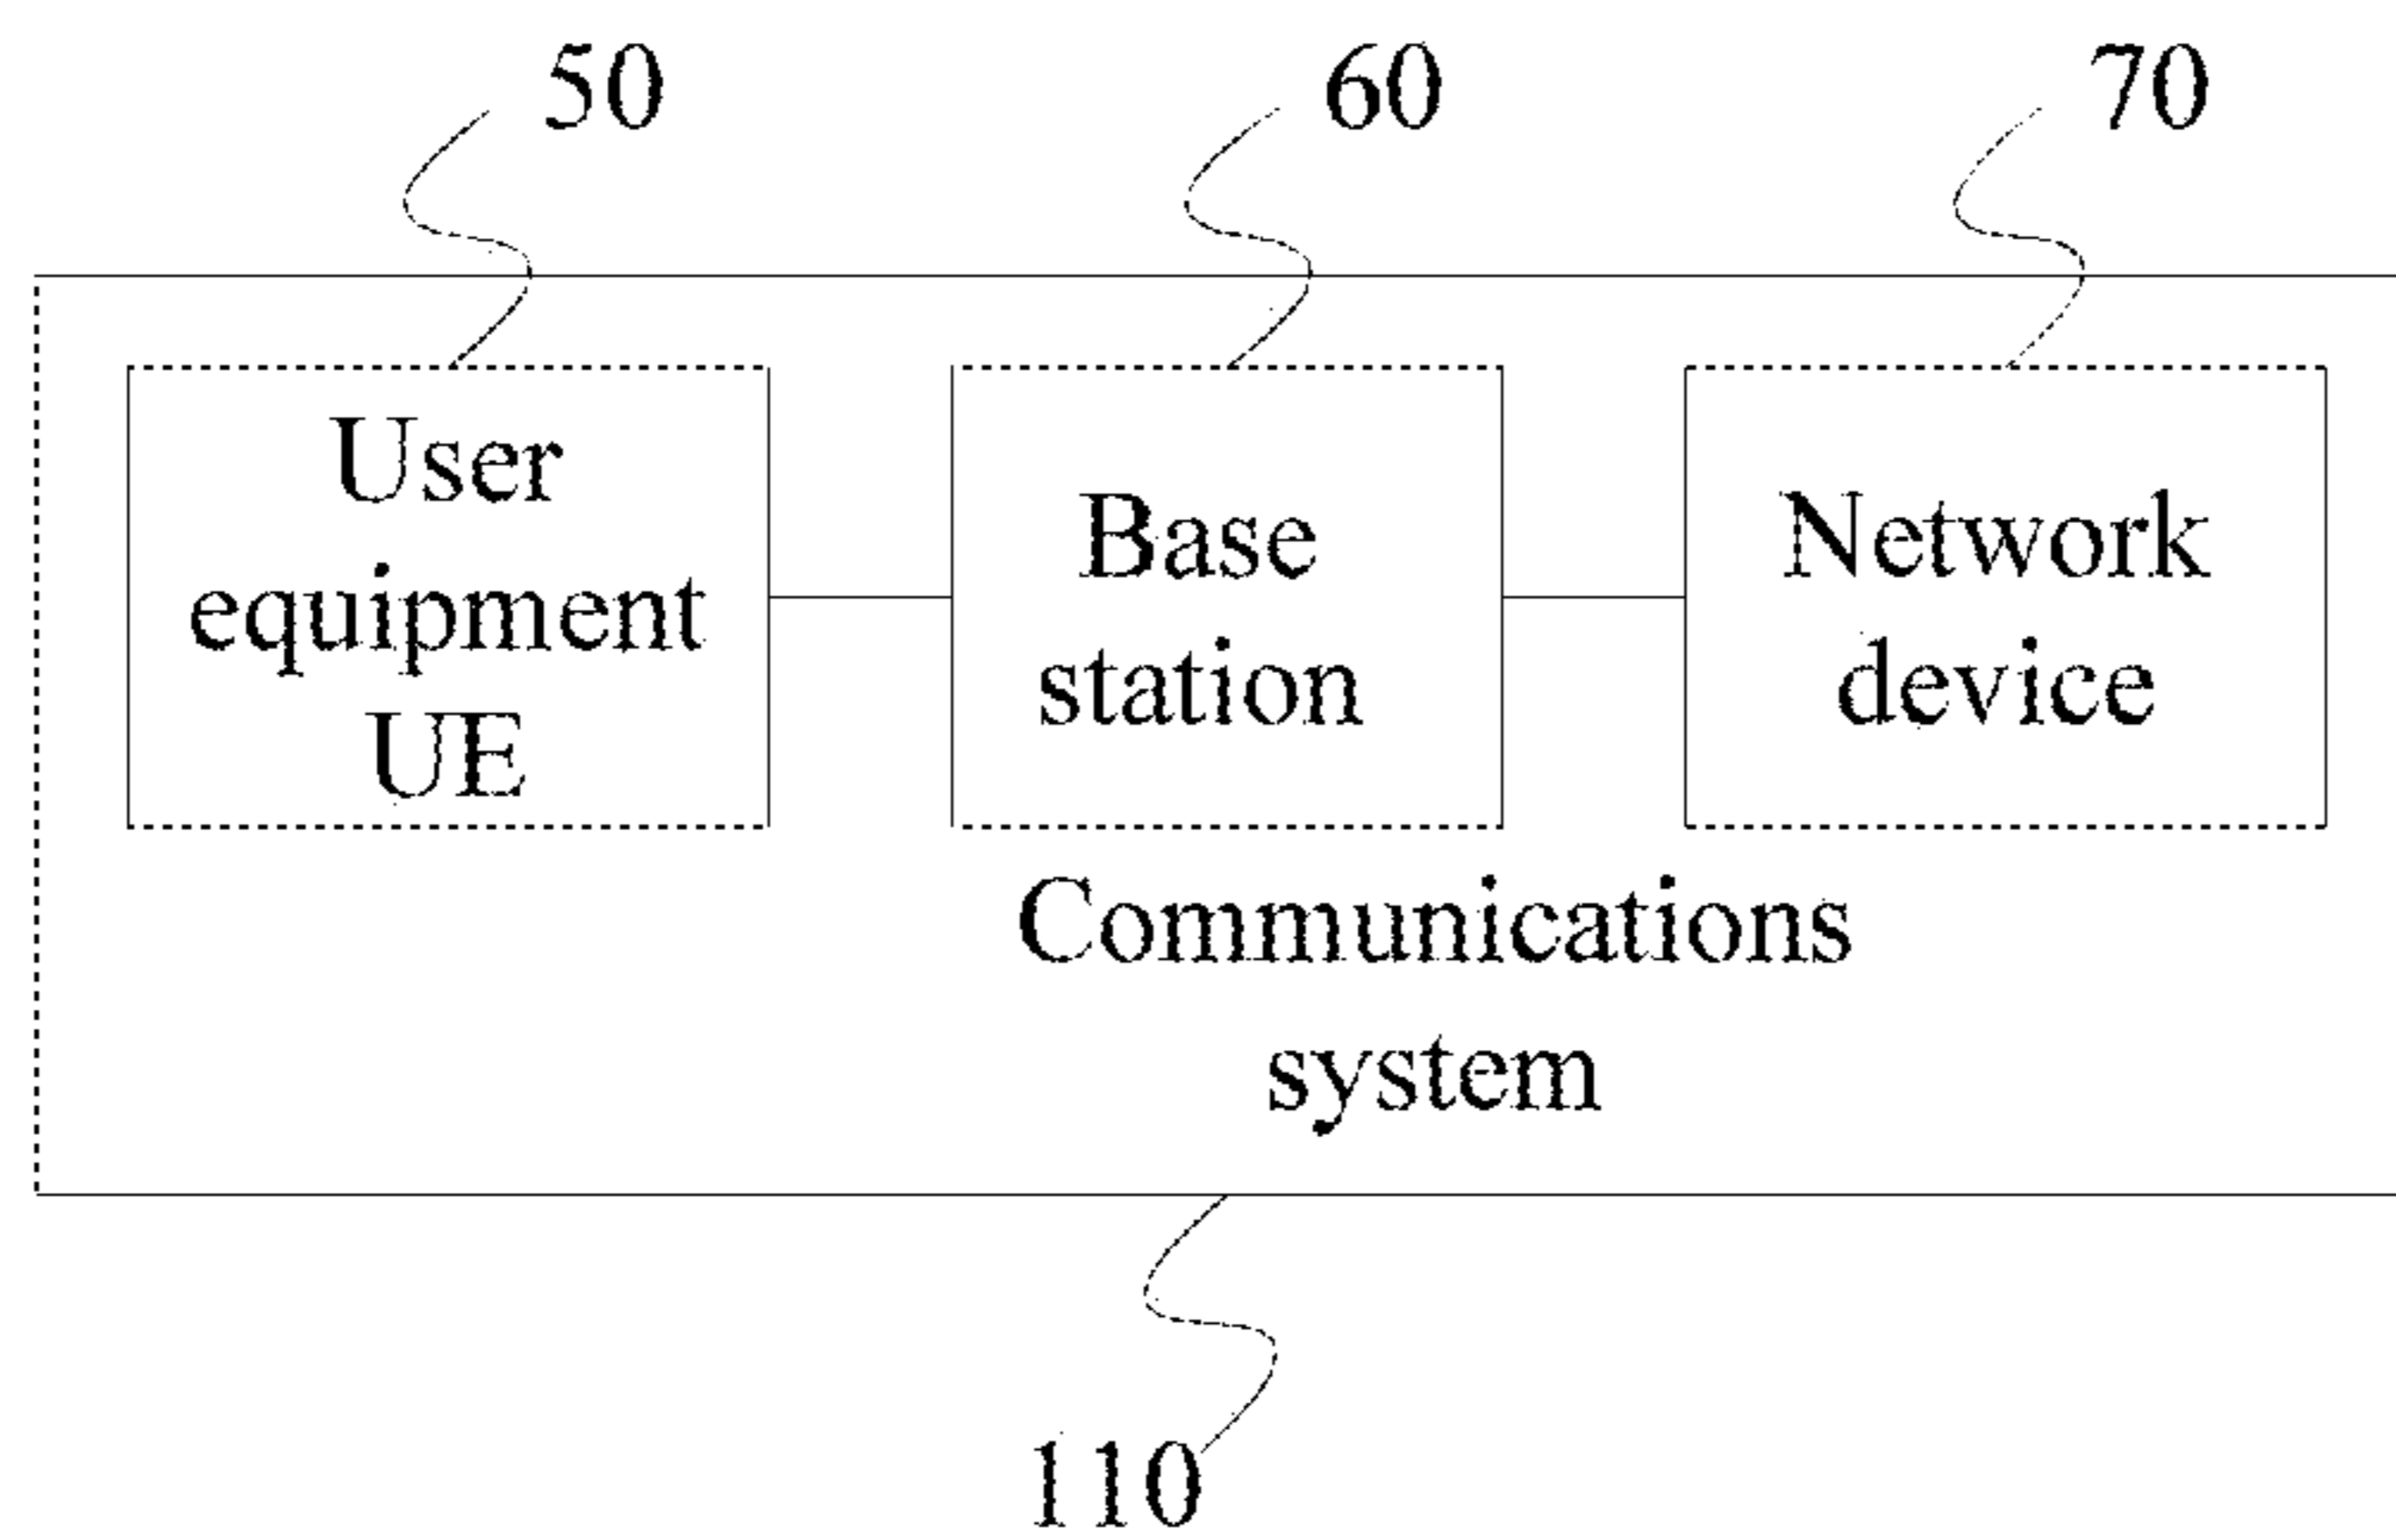 50
60
70
User
equipment
UE
Base
station
Network
device
Communications
system
110